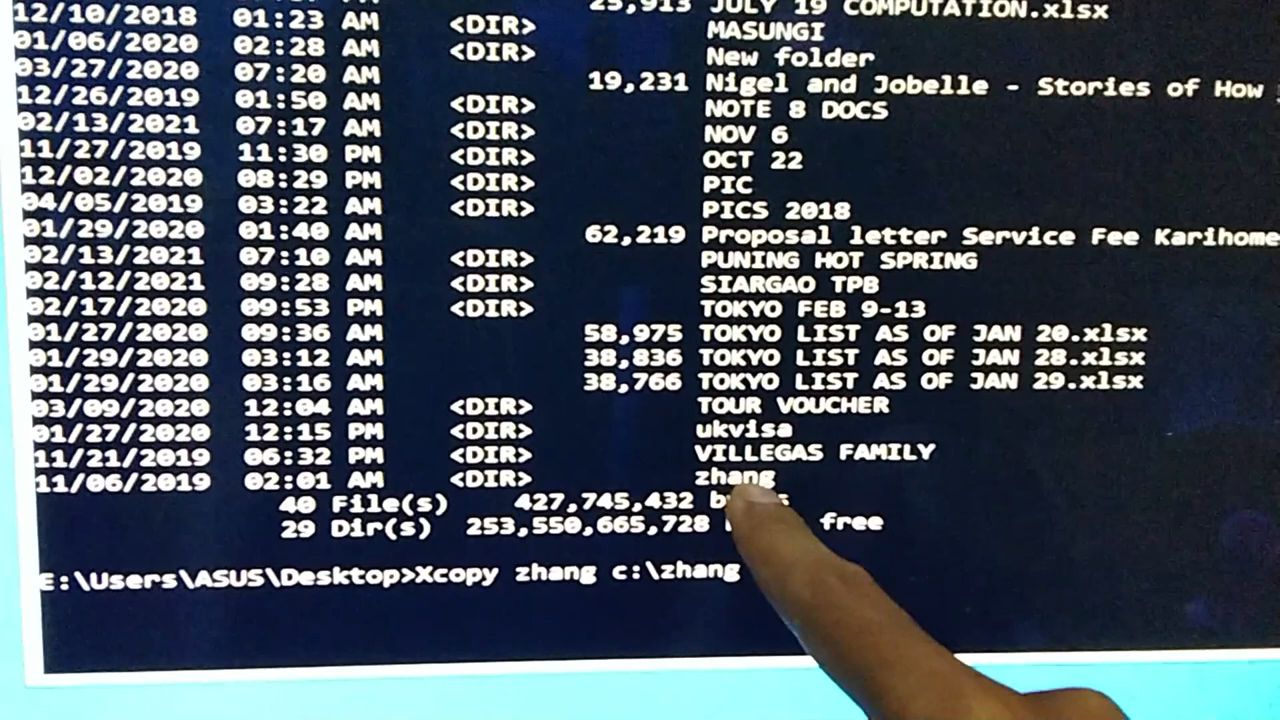 25,913 JULY 19 COMPUTATION.xlsx
12/10/2018 01:23 AM <DIR> MASUNGI
01/06/2020 02:28 AM <DIR> New folder
03/27/2020 07:20 AM 19,231 Nigel and Jobelle - Stories of How
12/26/2019 01:50 AM <DIR> NOTE 8 DOCS
02/13/2021 07:17 AM <DIR> NOV 6
11/27/2019 11:30 PM <DIR> OCT 22
12/02/2020 08:29 PM <DIR> PIC
04/05/2019 03:22 AM <DIR> PICS 2018
01/29/2020 01:40 AM 62,219 Proposal letter Service Fee Karihome
02/13/2021 07:10 AM <DIR> PUNING HOT SPRING
02/12/2021 09:28 AM <DIR> SIARGAO TPB
02/17/2020 09:53 PM <DIR> TOKYO FEB 9-13
01/27/2020 09:36 AM 58,975 TOKYO LIST AS OF JAN 20.xlsx
01/29/2020 03:12 AM 38,836 TOKYO LIST AS OF JAN 28.xlsx
01/29/2020 03:16 AM 38,766 TOKYO LIST AS OF JAN 29.xlsx
03/09/2020 12:04 AM <DIR> TOUR VOUCHER
01/27/2020 12:15 PM <DIR> ukvisa
11/21/2019 06:32 PM <DIR> VILLEGAS FAMILY
11/06/2019 02:01 AM <DIR> zhang
40 File(s) 427,745,432
29 Dir(s) 253,550,665,728 free
E:\Users\ASUS\Desktop>Xcopy zhang c:\zhang